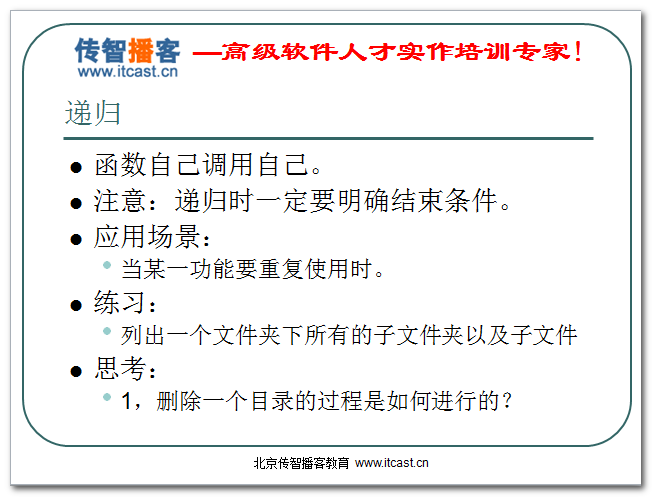 传智播客 —高级软件人才实作培训专家!
www.itcast.cn
递归
● 函数自己调用自己。
● 注意：递归时一定要明确结束条件。
● 应用场景：
• 当某一功能要重复使用时。
● 练习：
• 列出一个文件夹下所有的子文件夹以及子文件
● 思考：
• 1，删除一个目录的过程是如何进行的？
北京传智播客教育 www.itcast.cn